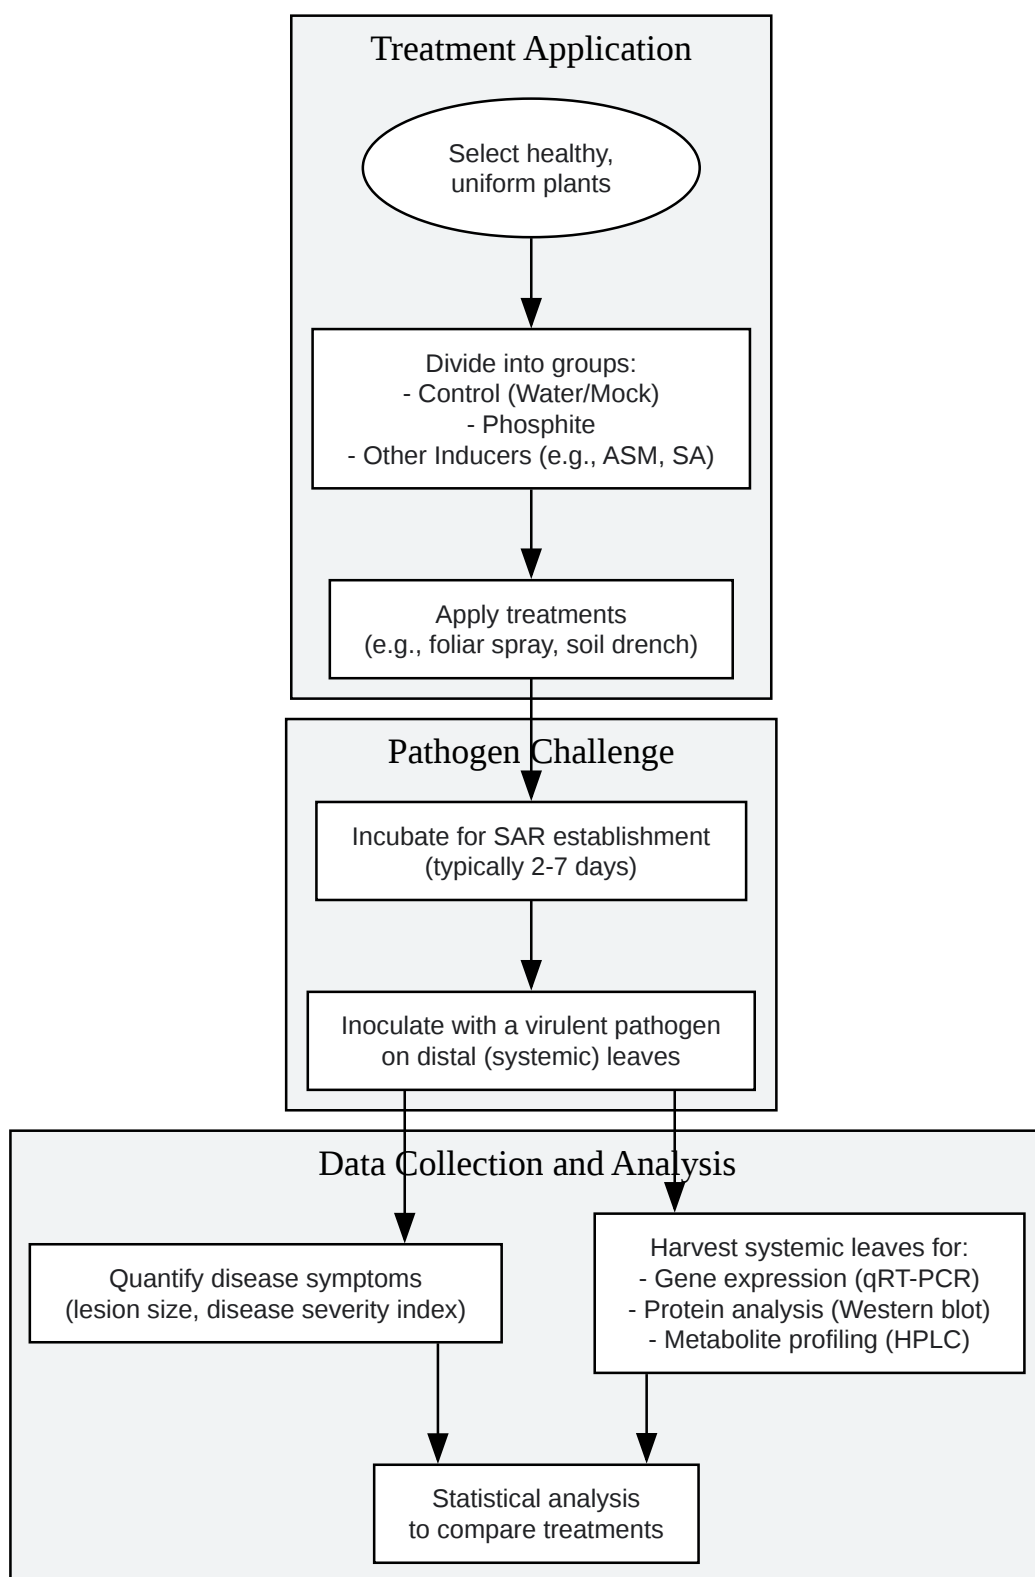 Treatment Application
Select healthy,
uniform plants
Divide into groups:
- Control (Water/Mock)
- Phosphite
- Other Inducers (e.g., ASM, SA)
Apply treatments
(e.g., foliar spray, soil drench)
Pathogen Challenge
Incubate for SAR establishment
(typically 2-7 days)
Inoculate with a virulent pathogen
on distal (systemic) leaves
Data Collection and Analysis
Quantify disease symptoms
(lesion size, disease severity index)
Harvest systemic leaves for:
- Gene expression (qRT-PCR)
- Protein analysis (Western blot)
- Metabolite profiling (HPLC)
Statistical analysis
to compare treatments